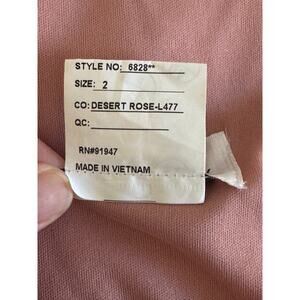 STYLE NO: 6828**
SIZE: 2
CO: DESERT ROSE-L477
QC:
RN#91947
MADE IN VIETNAM